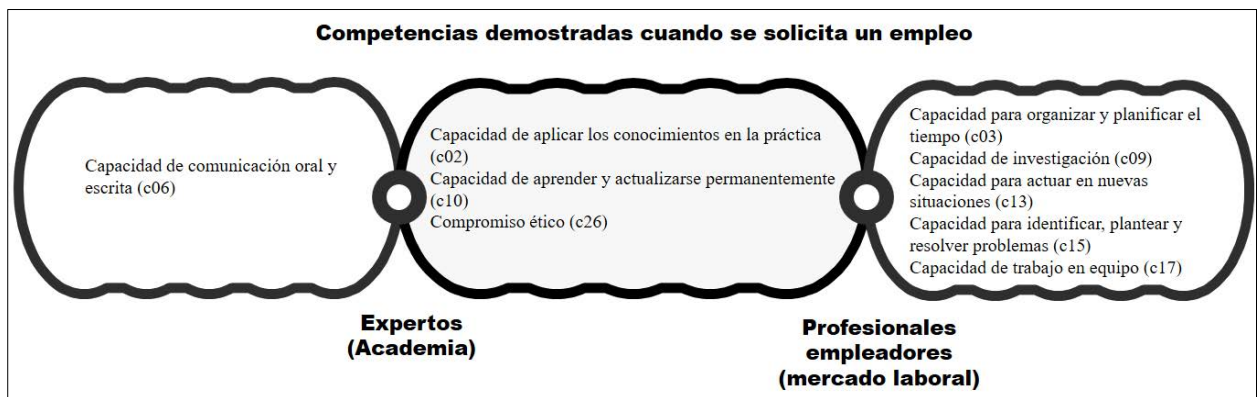 Competencias demostradas cuando se solicita un empleo
Capacidad de comunicación oral y
escrita (c06)
Capacidad de aplicar los conocimientos en la práctica
(c02)
Capacidad de aprender y actualizarse permanentemente
(c10)
Compromiso ético (c26)
Capacidad para organizar y planificar el
tiempo (c03)
Capacidad de investigación (c09)
Capacidad para actuar en nuevas
situaciones (c13)
Capacidad para identificar, plantear y
resolver problemas (c15)
Capacidad de trabajo en equipo (c17)
Expertos
(Academia)
Profesionales
empleadores
(mercado laboral)